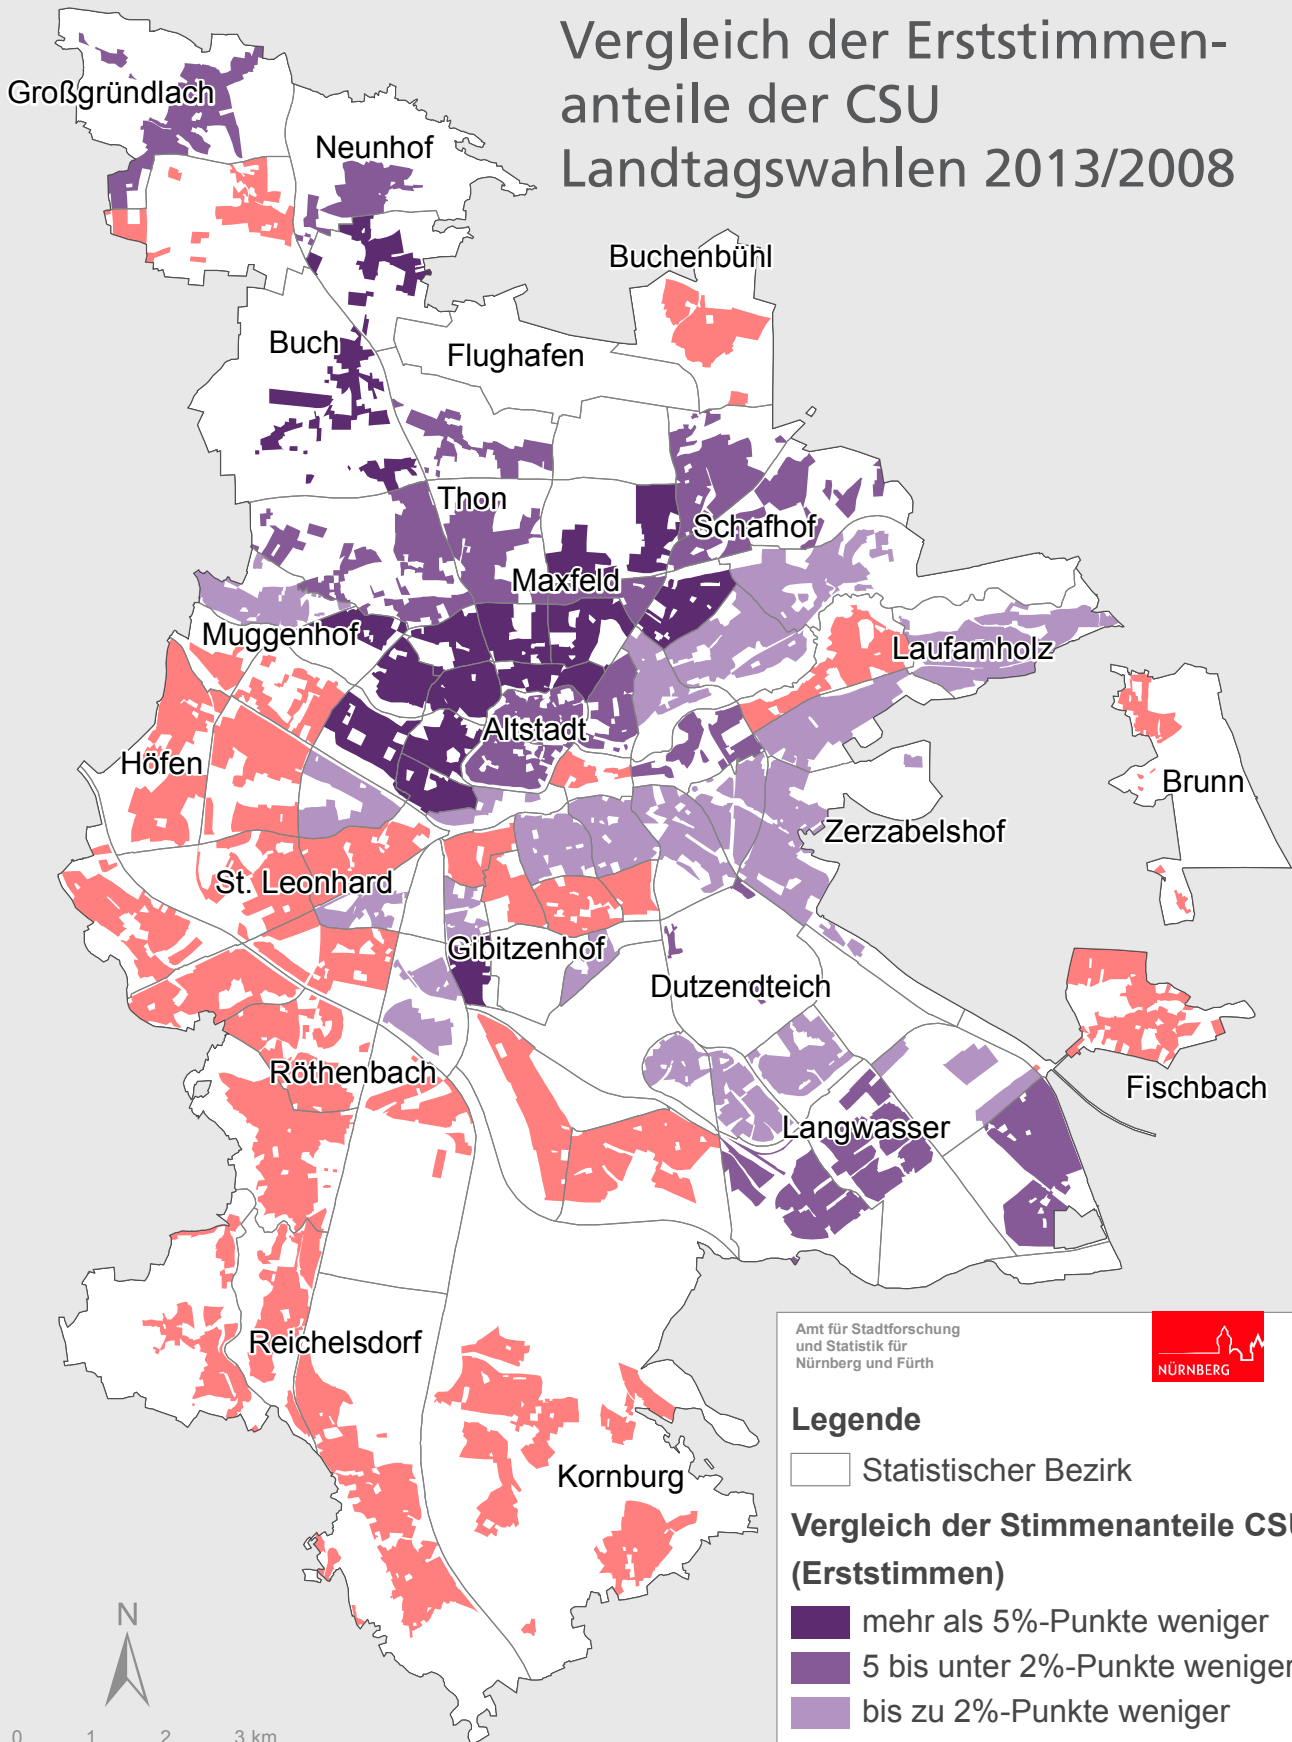 Vergleich der Erststimmen-
anteile der CSU
Landtagswahlen 2013/2008
Großgründlach
Neunhof
Buchenbühl
Buch
Flughafen
Thon
Schafhof
Maxfeld
Muggenhof
Laufamholz
Altstadt
Höfen
Brunn
Zerzabelshof
St. Leonhard
Gibitzenhof
Dutzendteich
Röthenbach
Fischbach
Langwasser
Reichelsdorf
Kornburg
Amt für Stadtforschung
und Statistik für
Nürnberg und Fürth
NÜRNBERG
Legende
Statistischer Bezirk
Vergleich der Stimmenanteile CSU
(Erststimmen)
mehr als 5%-Punkte weniger
5 bis unter 2%-Punkte weniger
bis zu 2%-Punkte weniger
N
0 1 2 3 km